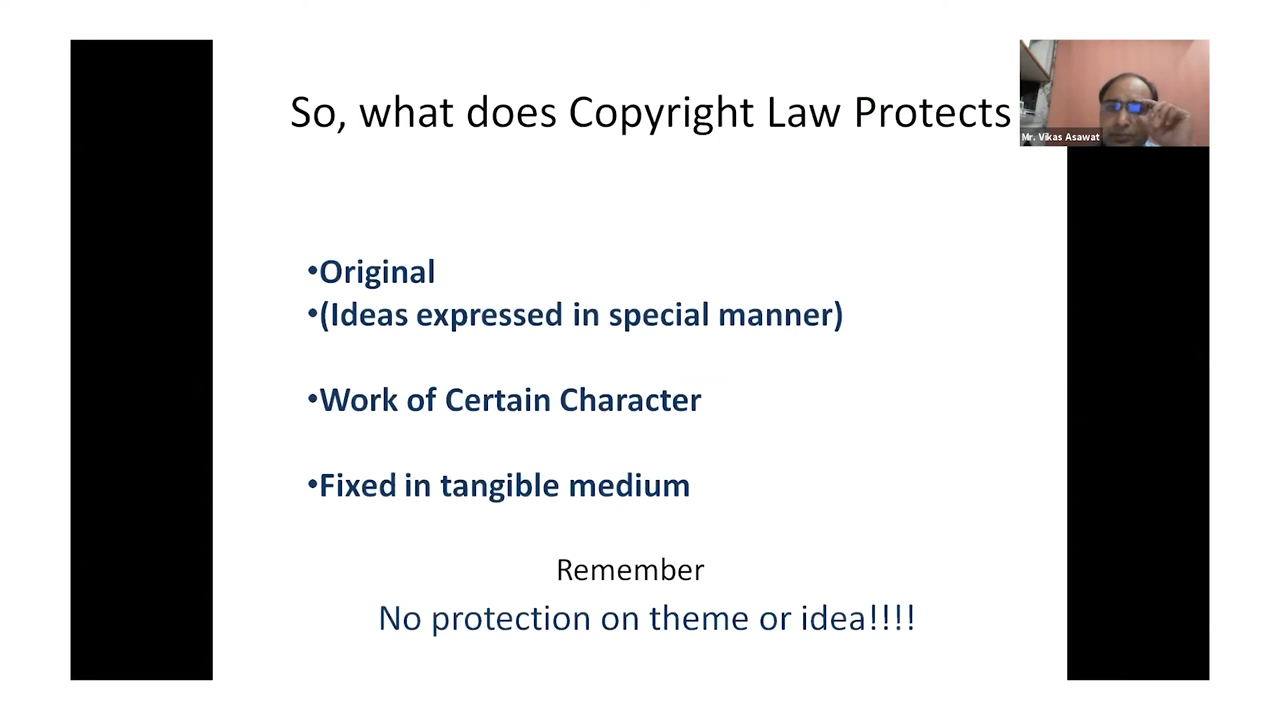 So, what does Copyright Law Protects
Mr. Vikas Asawat
•Original
•(Ideas expressed in special manner)
•Work of Certain Character
•Fixed in tangible medium
Remember
No protection on theme or idea!!!!